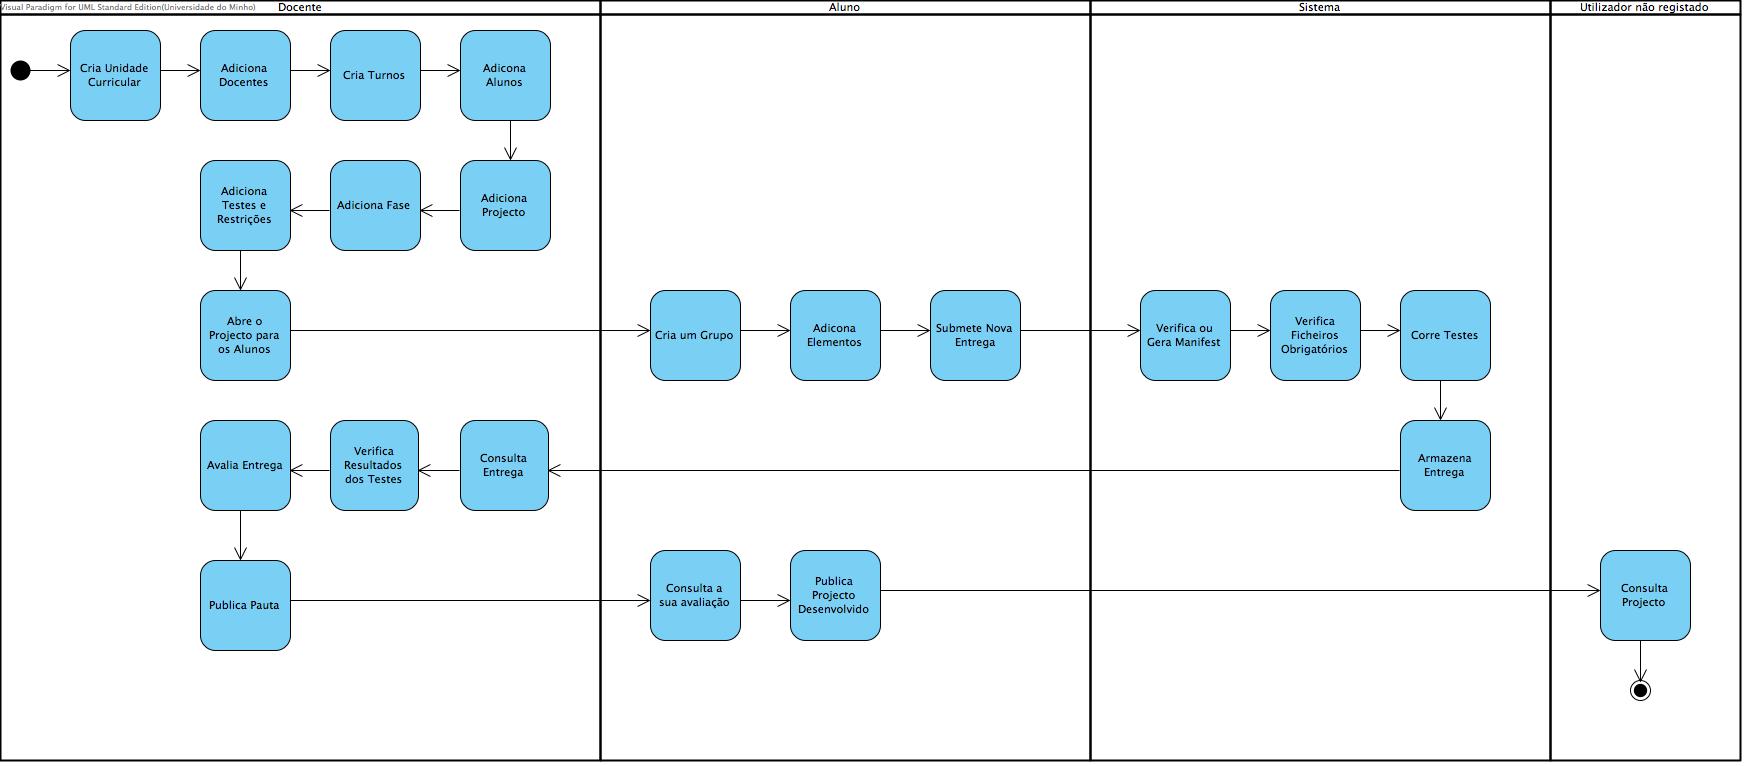 Visual Paradigm for UML Standard Edition(Universidade do Minho)
Docente
Aluno
Sistema
Utilizador não registado
Cria Unidade
Curricular
Adiciona
Docentes
Cria Turnos
Adicona
Alunos
Adiciona
Testes e
Restrições
Adiciona Fase
Adiciona
Projecto
Abre o
Projecto para
os Alunos
Cria um Grupo
Adicona
Elementos
Submete Nova
Entrega
Verifica ou
Gera Manifest
Verifica
Ficheiros
Obrigatórios
Corre Testes
Avalia Entrega
Verifica
Resultados
dos Testes
Consulta
Entrega
Armazena
Entrega
Publica Pauta
Consulta a
sua avaliação
Publica
Projecto
Desenvolvido
Consulta
Projecto